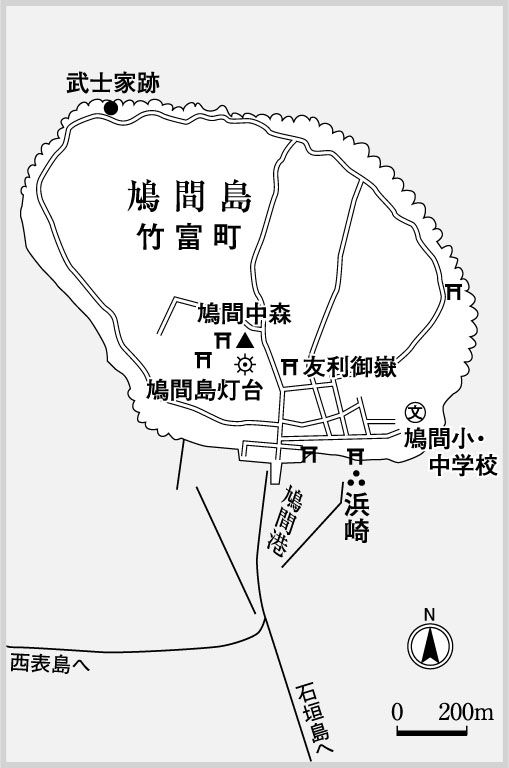 武士家跡
鳩間島
竹富町
鳩間中森
友利御嶽
鳩間島灯台
文
鳩間小・
中学校
鳩間港
浜崎
N
西表島へ
石垣島へ
0 200m